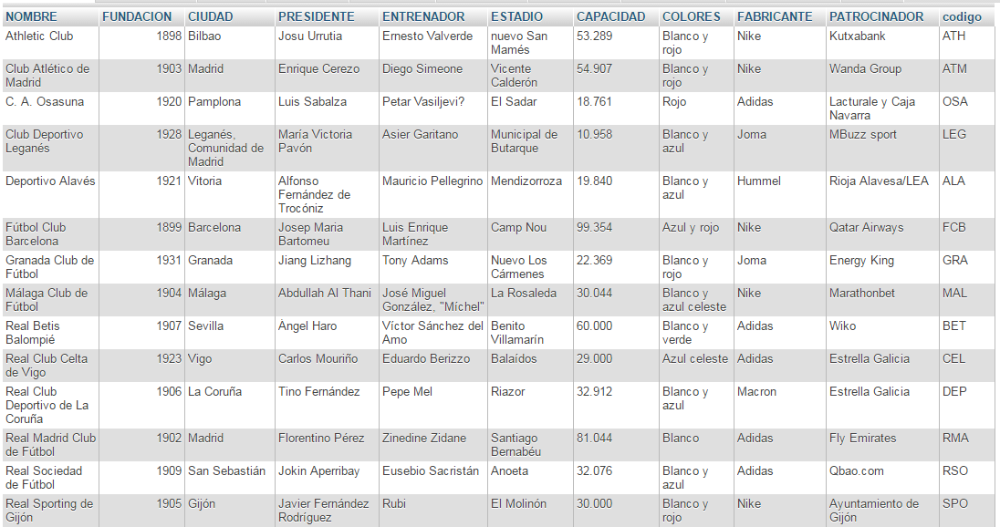 NOMBRE FUNDACION CIUDAD PRESIDENTE ENTRENADOR ESTADIO CAPACIDAD COLORES FABRICANTE PATROCINADOR codigo
Athletic Club 1898 Bilbao Josu Urrutia Ernesto Valverde nuevo San 53.289 Blanco y Nike Kutxabank ATH
Mamés rojo
Club Atlético de 1903 Madrid Enrique Cerezo Diego Simeone Vicente 54.907 Blanco y Nike Wanda Group ATM
Madrid Calderón rojo
C. A. Osasuna 1920 Pamplona Luis Sabalza Petar Vasiljevi? El Sadar 18.761 Rojo Adidas Lacturale y Caja OSA
Navarra
Club Deportivo 1928 Leganés, María Victoria Asier Garitano Municipal de 10.958 Blanco y Joma MBuzz sport LEG
Leganés Comunidad de Pavón Butarque azul
Madrid
Deportivo Alavés 1921 Vitoria Alfonso Mauricio Pellegrino Mendizorroza 19.840 Blanco y Hummel Rioja Alavesa/LEA ALA
Fernández de azul
Trocóniz
Fútbol Club 1899 Barcelona Josep Maria Luis Enrique Camp Nou 99.354 Azul y rojo Nike Qatar Airways FCB
Barcelona Bartomeu Martínez
Granada Club de 1931 Granada Jiang Lizhang Tony Adams Nuevo Los 22.369 Blanco y Joma Energy King GRA
Fútbol Cármenes rojo
Málaga Club de 1904 Málaga Abdullah Al Thani José Miguel La Rosaleda 30.044 Blanco y Nike Marathonbet MAL
Fútbol González, "Míchel" azul celeste
Real Betis 1907 Sevilla Ángel Haro Víctor Sánchez del Benito 60.000 Blanco y Adidas Wiko BET
Balompié Amo Villamarín verde
Real Club Celta 1923 Vigo Carlos Mouriño Eduardo Berizzo Balaídos 29.000 Azul celeste Adidas Estrella Galicia CEL
de Vigo
Real Club 1906 La Coruña Tino Fernández Pepe Mel Riazor 32.912 Blanco y Macron Estrella Galicia DEP
Deportivo de La azul
Coruña
Real Madrid Club 1902 Madrid Florentino Pérez Zinedine Zidane Santiago 81.044 Blanco Adidas Fly Emirates RMA
de Fútbol Bernabéu
Real Sociedad 1909 San Sebastián Jokin Aperribay Eusebio Sacristán Anoeta 32.076 Blanco y Adidas Qbao.com RSO
de Fútbol azul
Real Sporting de 1905 Gijón Javier Fernández Rubi El Molinón 30.000 Blanco y Nike Ayuntamiento de SPO
Gijón Rodríguez rojo Gijón